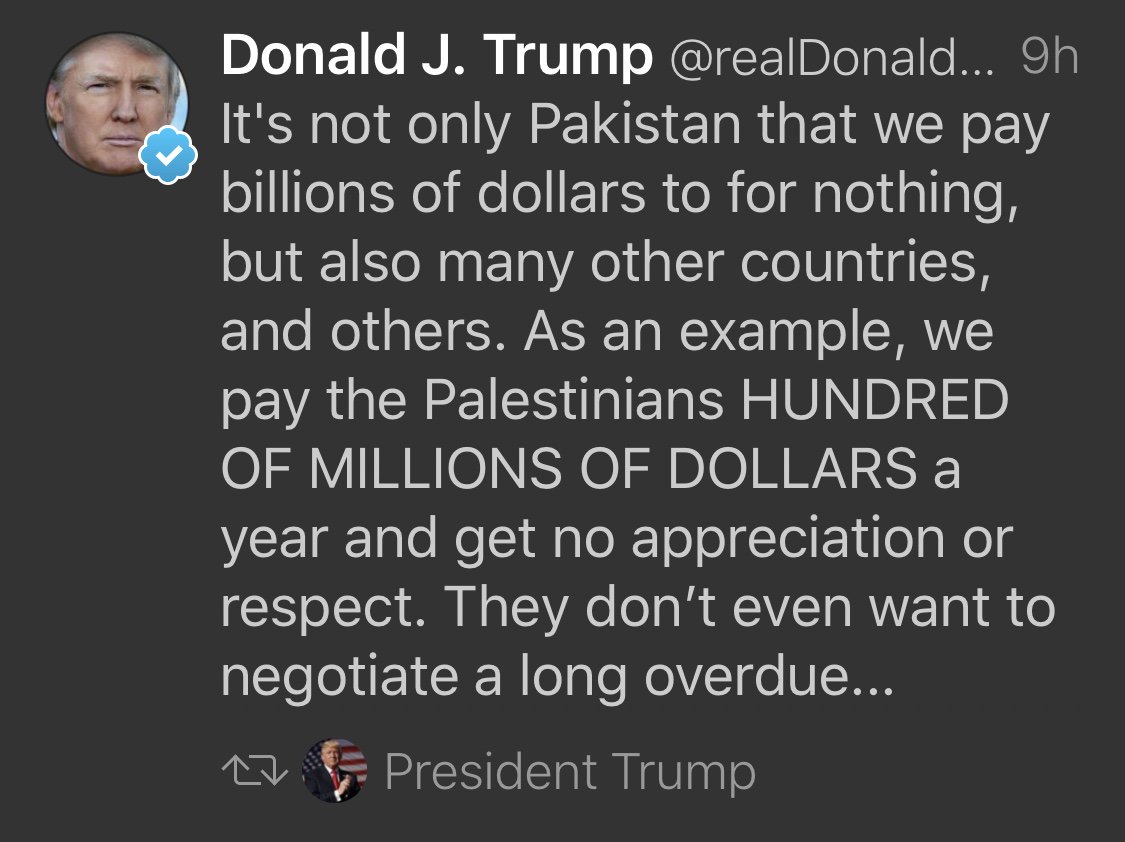 Donald J. Trump @realDonald... 9h
It's not only Pakistan that we pay
billions of dollars to for nothing,
but also many other countries,
and others. As an example, we
pay the Palestinians HUNDRED
OF MILLIONS OF DOLLARS a
year and get no appreciation or
respect. They don’t even want to
negotiate a long overdue...
President Trump